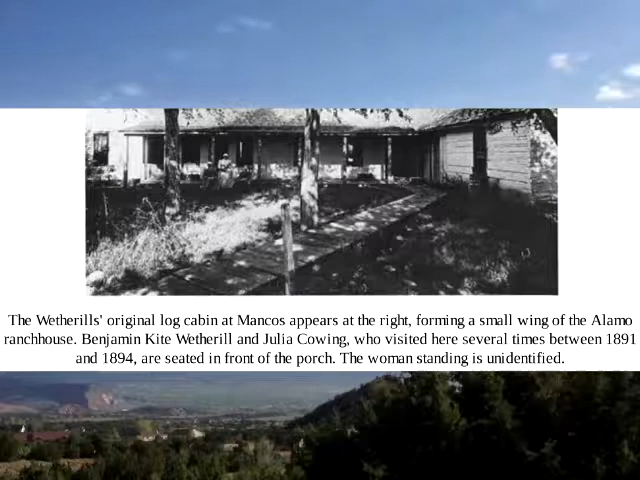 The Wetherills' original log cabin at Mancos appears at the right, forming a small wing of the Alamo
ranchhouse. Benjamin Kite Wetherill and Julia Cowing, who visited here several times between 1891
and 1894, are seated in front of the porch. The woman standing is unidentified.